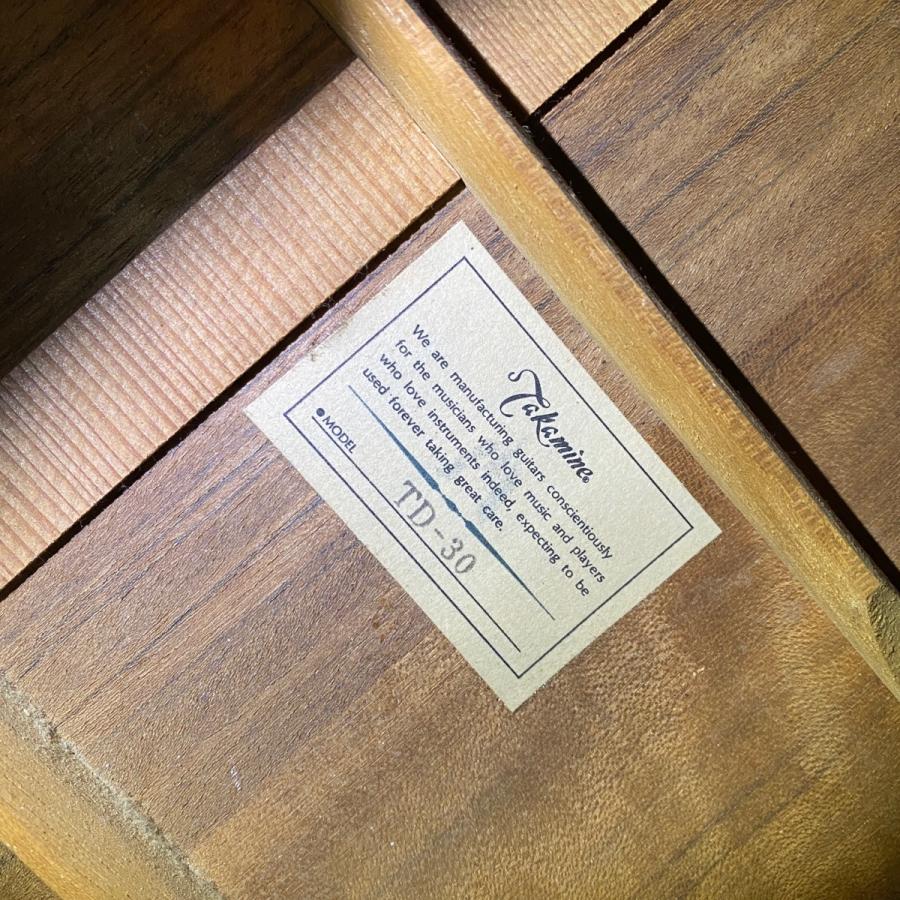 Takamine
We are manufacturing guitars conscientiously
for the musicians who love music and players
who love instruments indeed, expecting to be
used forever taking great care.
●MODEL TD-30